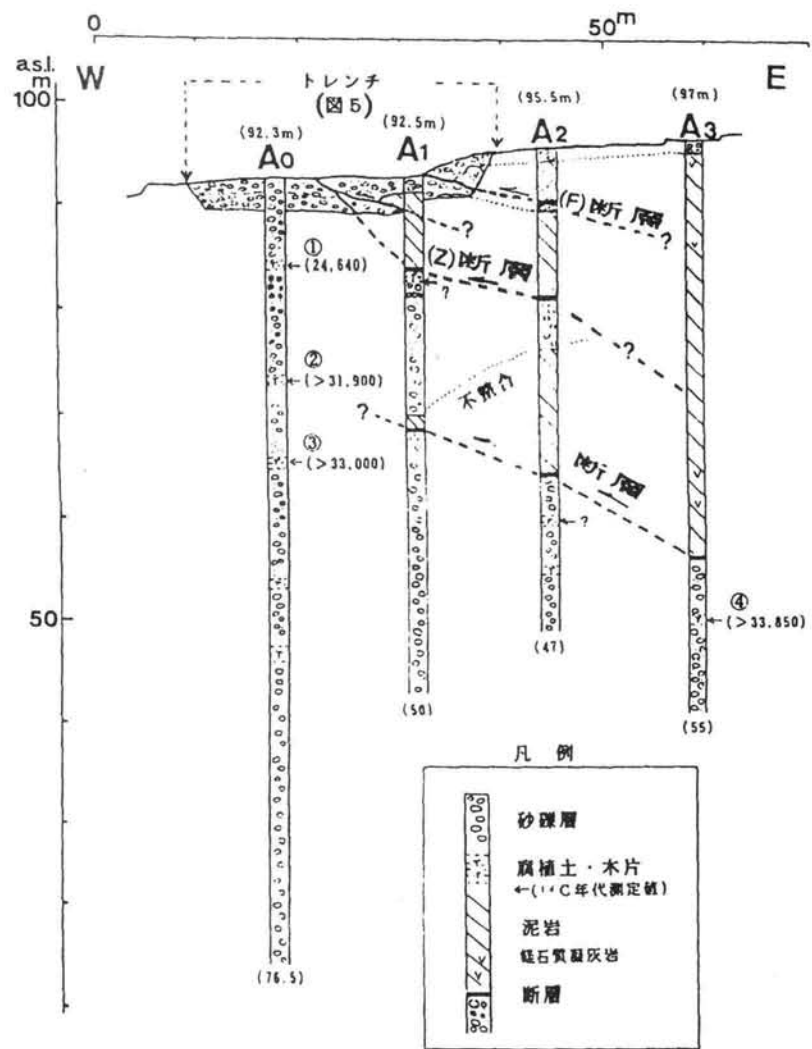 0
50m
a.s.l.
m
W
E
トレンチ
(図5)
100
(92.3m)
A0
(92.5m)
A1
(95.5m)
A2
(97m)
A3
(F)断層
?
(Z)断層
?
?
不整合
?
断層
?
①
(24,640)
②
(>31,900)
③
(>33,000)
④
(>33,850)
50
(47)
(50)
(55)
(76.5)
凡例
砂礫層
腐植土・木片
←(14C年代測定値)
泥岩
軽石質凝灰岩
断層